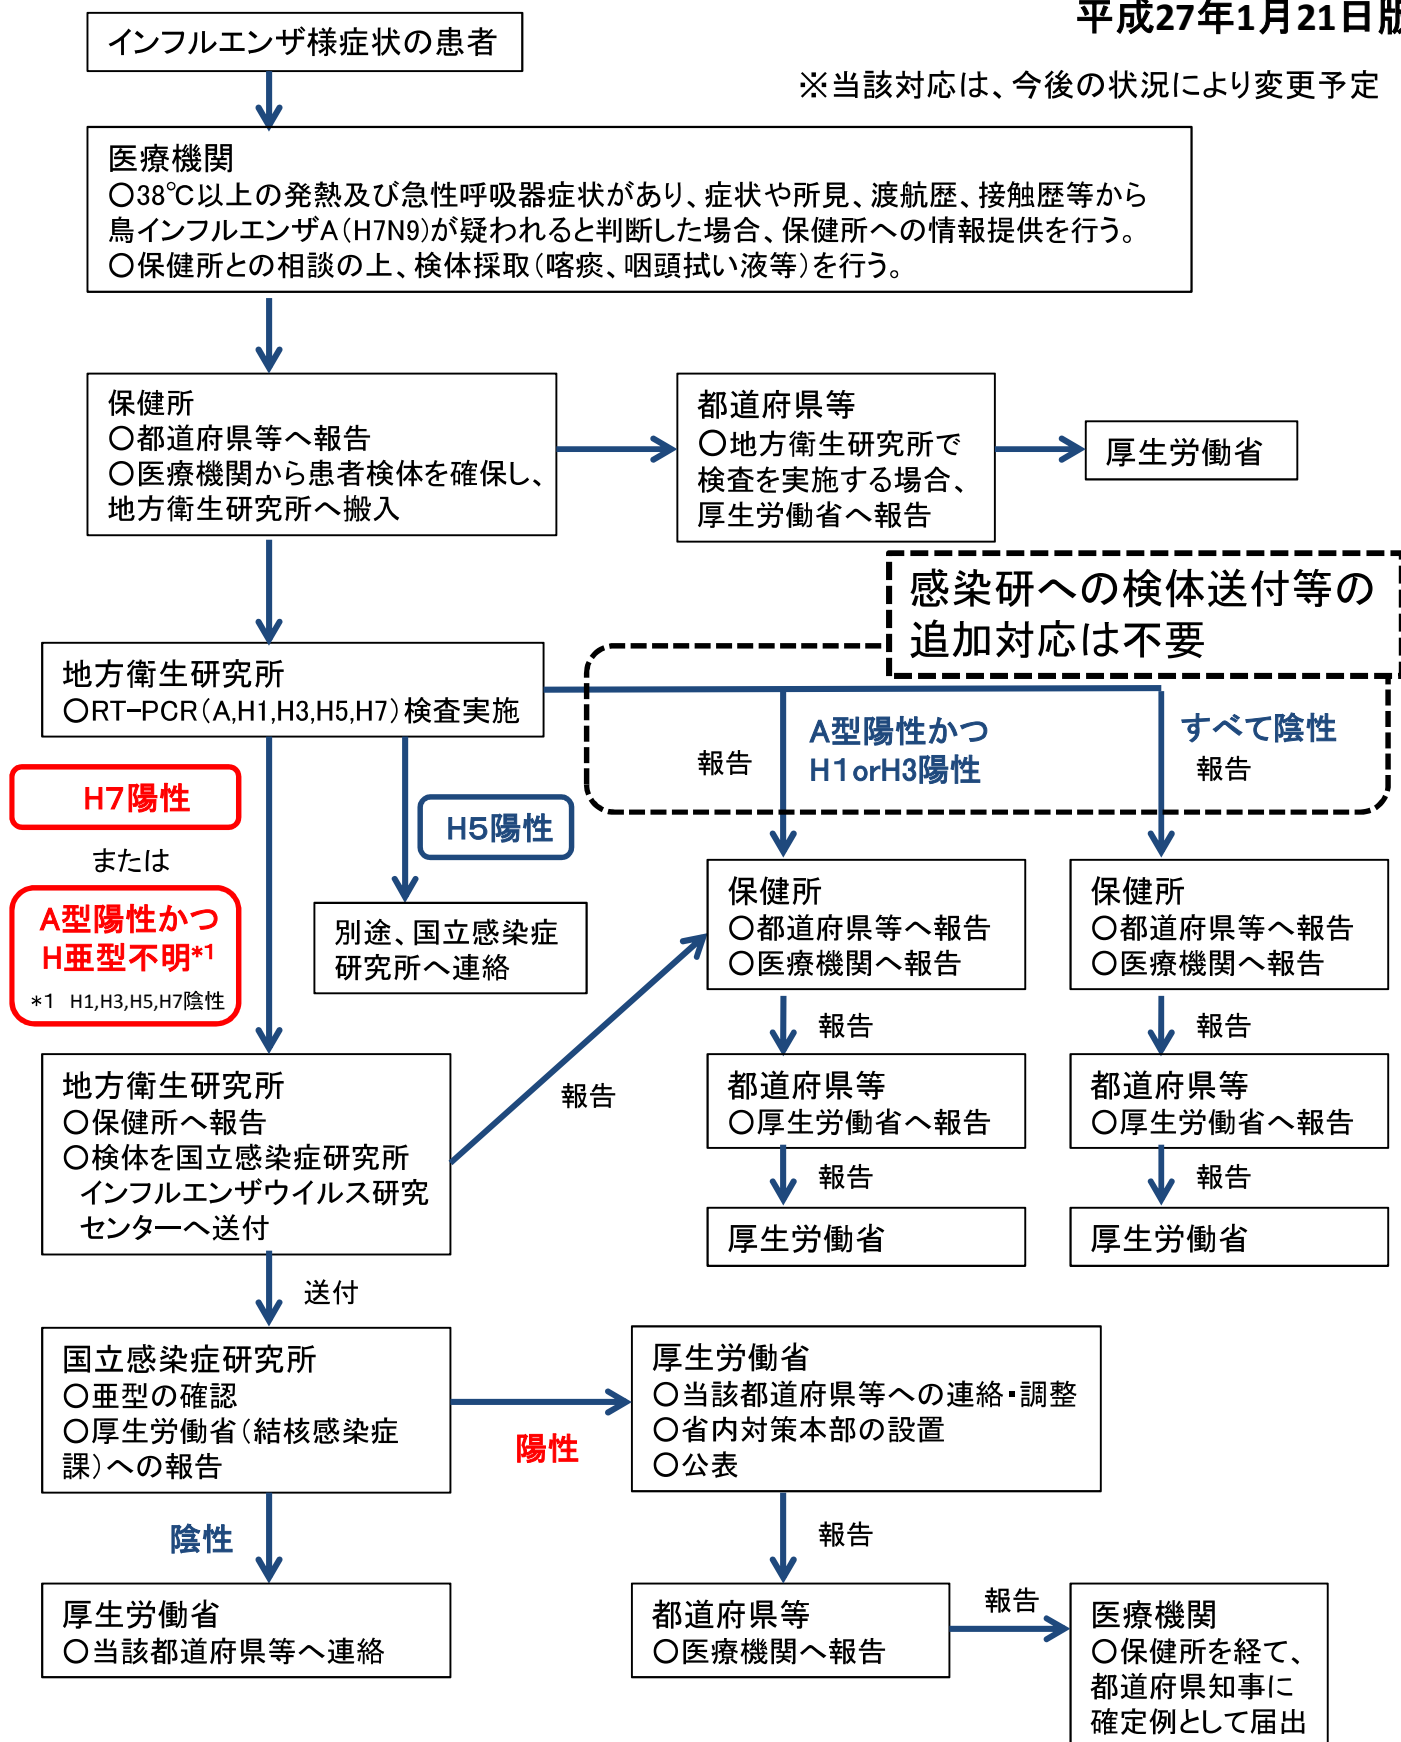 平成27年1月21日版
インフルエンザ様症状の患者
※当該対応は、今後の状況により変更予定
医療機関
○38℃以上の発熱及び急性呼吸器症状があり、症状や所見、渡航歴、接触歴等から
鳥インフルエンザA(H7N9)が疑われると判断した場合、保健所への情報提供を行う。
○保健所との相談の上、検体採取(喀痰、咽頭拭い液等)を行う。
保健所
○都道府県等へ報告
○医療機関から患者検体を確保し、
地方衛生研究所へ搬入
都道府県等
○地方衛生研究所で
検査を実施する場合、
厚生労働省へ報告
厚生労働省
感染研への検体送付等の
追加対応は不要
地方衛生研究所
○RT-PCR(A,H1,H3,H5,H7)検査実施
報告
A型陽性かつ
H1orH3陽性
すべて陰性
報告
H7陽性
または
A型陽性かつ
H亜型不明*1
*1 H1,H3,H5,H7陰性
H5陽性
別途、国立感染症
研究所へ連絡
保健所
○都道府県等へ報告
○医療機関へ報告
保健所
○都道府県等へ報告
○医療機関へ報告
報告
報告
地方衛生研究所
○保健所へ報告
○検体を国立感染症研究所
インフルエンザウイルス研究
センターへ送付
報告
都道府県等
○厚生労働省へ報告
都道府県等
○厚生労働省へ報告
報告
報告
厚生労働省
厚生労働省
送付
国立感染症研究所
○亜型の確認
○厚生労働省(結核感染症
課)への報告
陽性
厚生労働省
○当該都道府県等への連絡・調整
○省内対策本部の設置
○公表
陰性
報告
厚生労働省
○当該都道府県等へ連絡
都道府県等
○医療機関へ報告
報告
医療機関
○保健所を経て、
都道府県知事に
確定例として届出